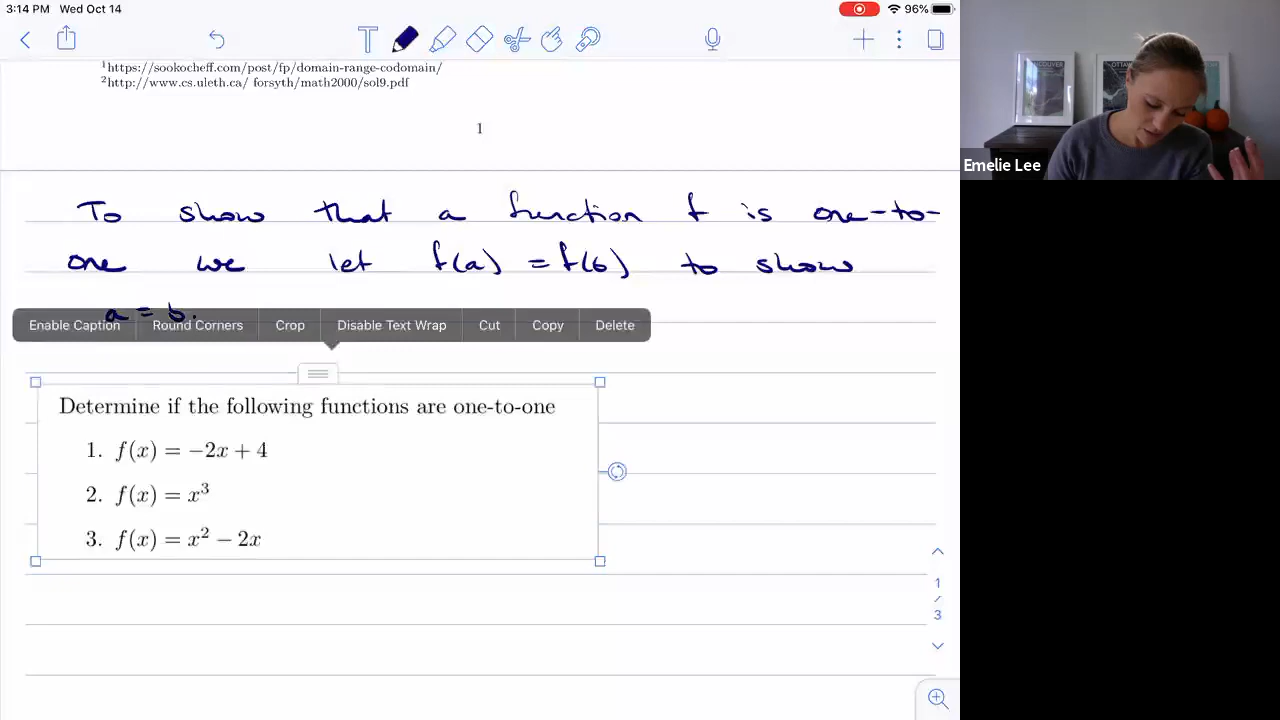 3:14 PM Wed Oct 14
96%
T
¹https://sookocheff.com/post/fp/domain-range-codomain/
²http://www.cs.uleth.ca/ forsyth/math2000/sol9.pdf
1
To show that a function f is one-to-
one we let f(a) = f(b) to show
a = b.
Enable Caption Round Corners Crop Disable Text Wrap Cut Copy Delete
Determine if the following functions are one-to-one
1. f(x) = −2x + 4
2. f(x) = x³
3. f(x) = x² − 2x
1
/
3
VANCOUVER OTTAWA
Emelie Lee